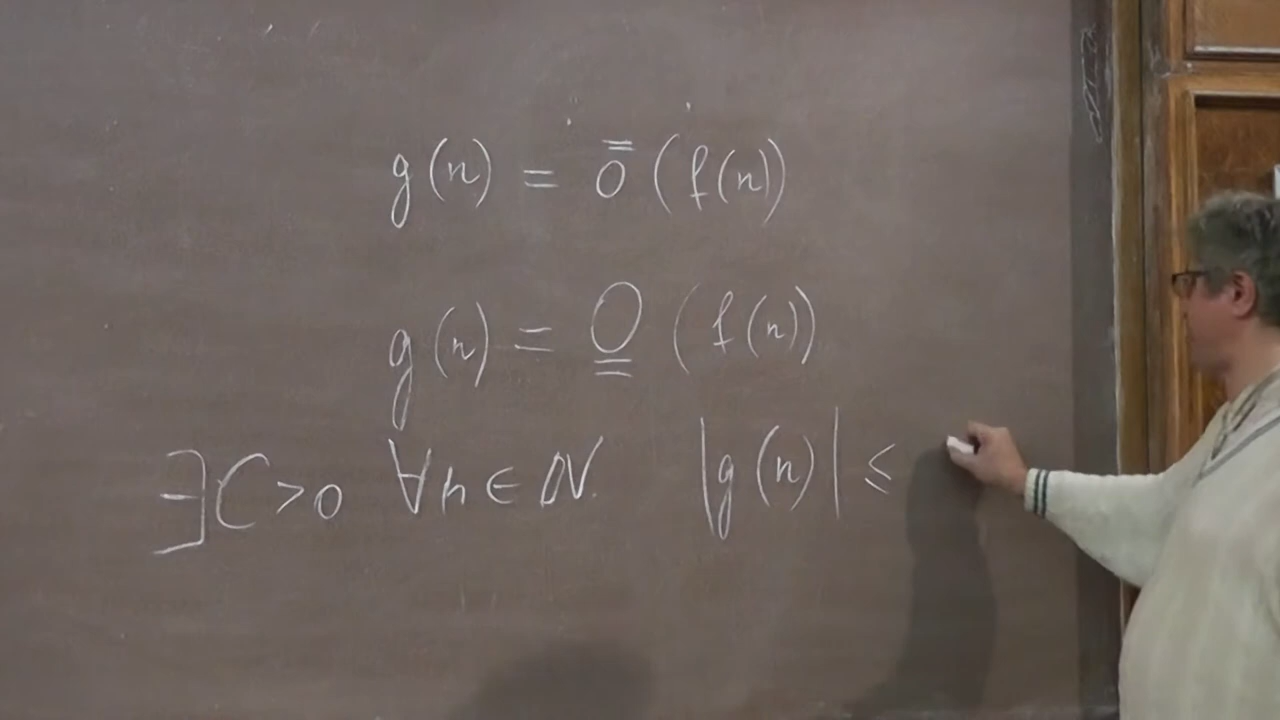 g(n) = o̿ (f(n))
g(n) = O̳ (f(n))
∃ C > 0 ∀n ∈ ℕ |g(n)| ≤